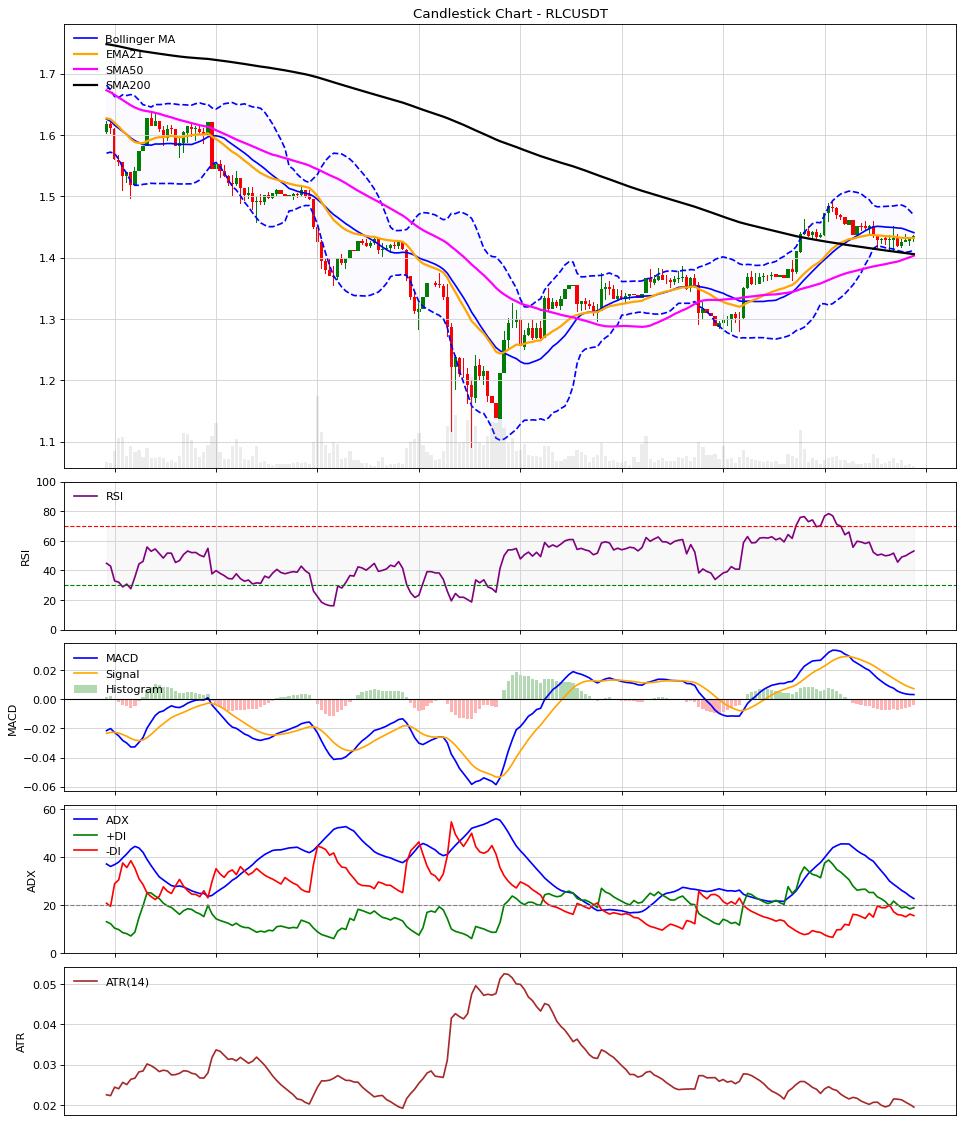 Candlestick Chart - RLCUSDT
Bollinger MA
EMA21
SMA50
SMA200
1.7
1.6
1.5
1.4
1.3
1.2
1.1
RSI
100
80
60
40
20
0
RSI
MACD
Signal
Histogram
0.02
0.00
−0.02
−0.04
−0.06
MACD
ADX
+DI
-DI
60
40
20
0
ADX
ATR(14)
0.05
0.04
0.03
0.02
ATR